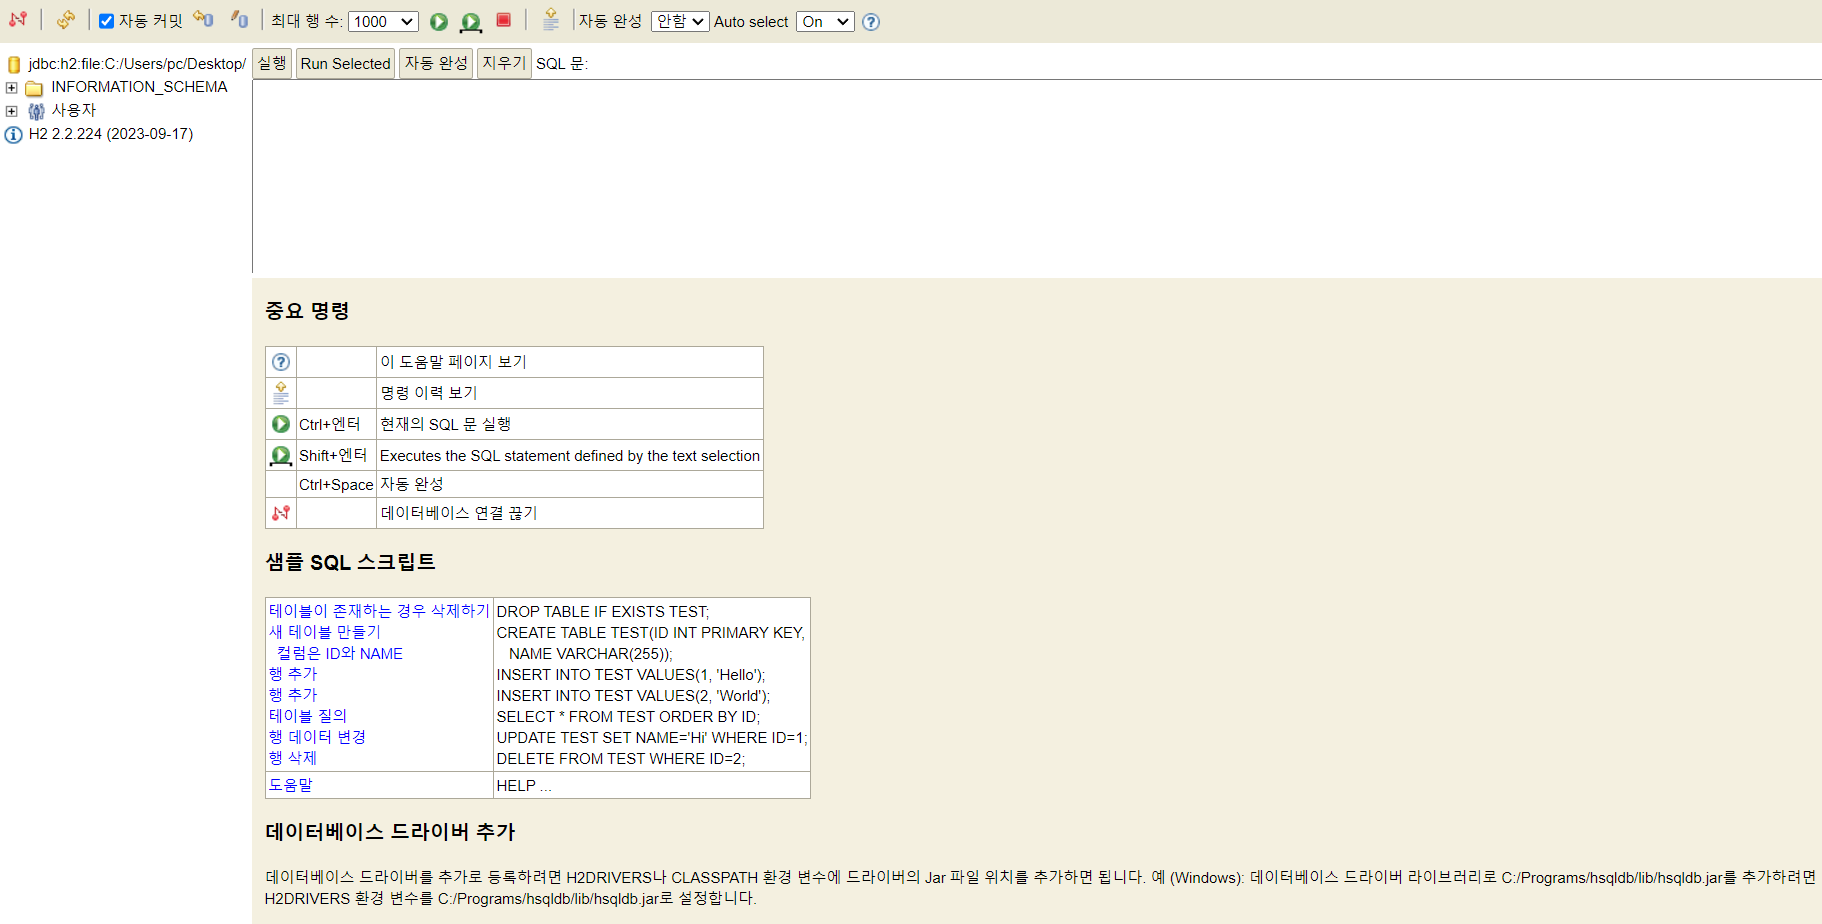 자동 커밋 최대 행 수: 1000 자동 완성 안함 Auto select On
jdbc:h2:file:C:/Users/pc/Desktop/
INFORMATION_SCHEMA
사용자
H2 2.2.224 (2023-09-17)
실행 Run Selected 자동 완성 지우기 SQL 문:
중요 명령
이 도움말 페이지 보기
명령 이력 보기
Ctrl+엔터 현재의 SQL 문 실행
Shift+엔터 Executes the SQL statement defined by the text selection
Ctrl+Space 자동 완성
데이터베이스 연결 끊기
샘플 SQL 스크립트
테이블이 존재하는 경우 삭제하기 DROP TABLE IF EXISTS TEST;
새 테이블 만들기 CREATE TABLE TEST(ID INT PRIMARY KEY,
컬럼은 ID와 NAME NAME VARCHAR(255));
행 추가 INSERT INTO TEST VALUES(1, 'Hello');
행 추가 INSERT INTO TEST VALUES(2, 'World');
테이블 질의 SELECT * FROM TEST ORDER BY ID;
행 데이터 변경 UPDATE TEST SET NAME='Hi' WHERE ID=1;
행 삭제 DELETE FROM TEST WHERE ID=2;
도움말 HELP ...
데이터베이스 드라이버 추가
데이터베이스 드라이버를 추가로 등록하려면 H2DRIVERS나 CLASSPATH 환경 변수에 드라이버의 Jar 파일 위치를 추가하면 됩니다. 예 (Windows): 데이터베이스 드라이버 라이브러리로 C:/Programs/hsqldb/lib/hsqldb.jar를 추가하려면
H2DRIVERS 환경 변수를 C:/Programs/hsqldb/lib/hsqldb.jar로 설정합니다.